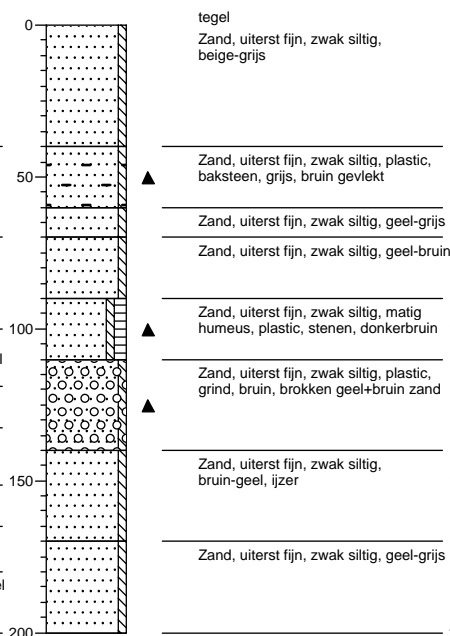 tegel
0
Zand, uiterst fijn, zwak siltig,
beige-grijs
Zand, uiterst fijn, zwak siltig, plastic,
baksteen, grijs, bruin gevlekt
50
Zand, uiterst fijn, zwak siltig, geel-grijs
Zand, uiterst fijn, zwak siltig, geel-bruin
Zand, uiterst fijn, zwak siltig, matig
humeus, plastic, stenen, donkerbruin
100
Zand, uiterst fijn, zwak siltig, plastic,
grind, bruin, brokken geel+bruin zand
Zand, uiterst fijn, zwak siltig,
bruin-geel, ijzer
150
Zand, uiterst fijn, zwak siltig, geel-grijs
200